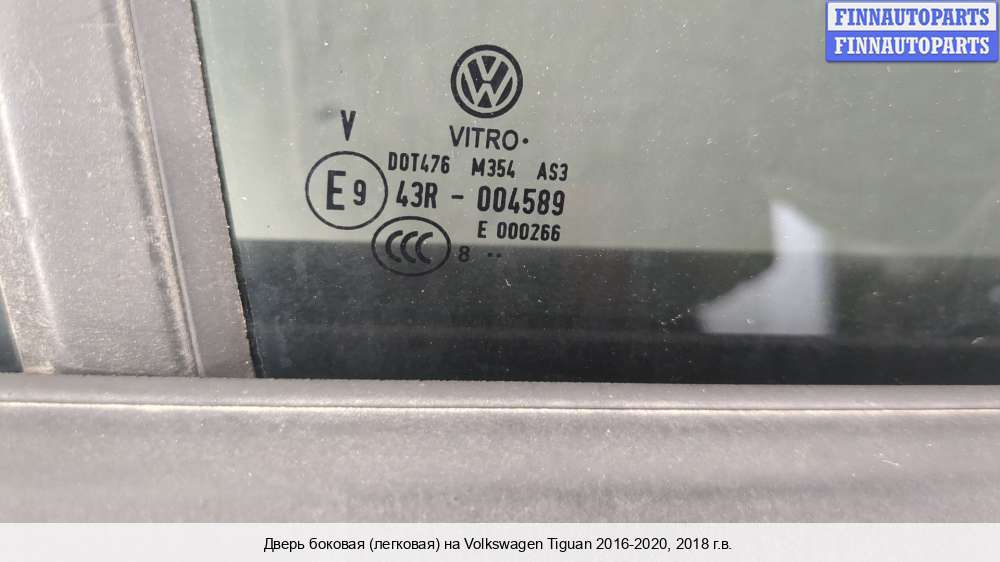 FINNAUTOPARTS
FINNAUTOPARTS
VW
VITRO·
V
DOT476 M354 AS3
E9
43R - 004589
E 000266
CCC
8 ··
Дверь боковая (легковая) на Volkswagen Tiguan 2016-2020, 2018 г.в.